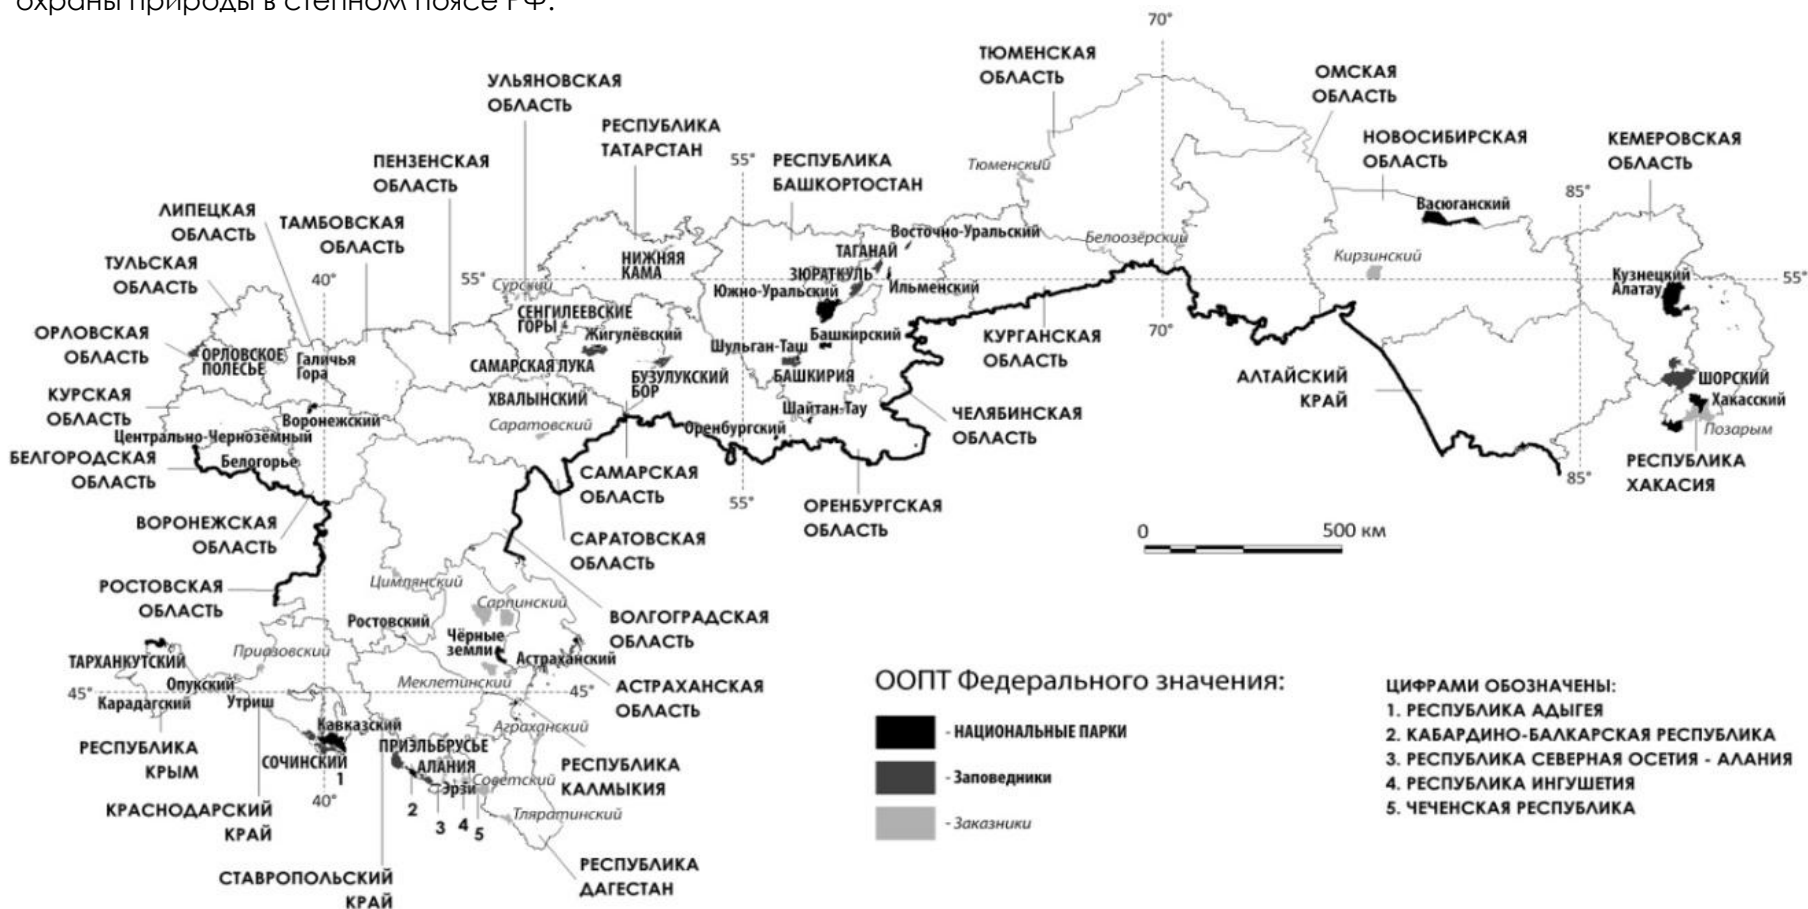 охраны природы в степном поясе РФ.
70°
ТЮМЕНСКАЯ
ОБЛАСТЬ
ОМСКАЯ
ОБЛАСТЬ
УЛЬЯНОВСКАЯ
ОБЛАСТЬ
РЕСПУБЛИКА
ТАТАРСТАН
НОВОСИБИРСКАЯ
ОБЛАСТЬ
КЕМЕРОВСКАЯ
ОБЛАСТЬ
ПЕНЗЕНСКАЯ
ОБЛАСТЬ
55°
РЕСПУБЛИКА
БАШКОРТОСТАН
Тюменский
85°
Васюганский
ЛИПЕЦКАЯ
ОБЛАСТЬ
ТАМБОВСКАЯ
ОБЛАСТЬ
Восточно-Уральский
Белоозёрский
ТАГАНАЙ
НИЖНЯЯ
КАМА
Кирзинский
ТУЛЬСКАЯ
ОБЛАСТЬ
40°
55°
ЗЮРАТКУЛЬ
Ильменский
Южно-Уральский
Кузнецкий
Алатау
55°
Сурский
СЕНГИЛЕЕВСКИЕ
ГОРЫ
Жигулёвский
Башкирский
ОРЛОВСКАЯ
ОБЛАСТЬ
ОРЛОВСКОЕ
ПОЛЕСЬЕ
Галичья
Гора
Шульган-Таш
КУРГАНСКАЯ
ОБЛАСТЬ
70°
САМАРСКАЯ ЛУКА
БУЗУЛУКСКИЙ
БОР
БАШКИРИЯ
АЛТАЙСКИЙ
КРАЙ
ШОРСКИЙ
Хакасский
Позарым
КУРСКАЯ
ОБЛАСТЬ
ХВАЛЫНСКИЙ
Шайтан-Тау
ЧЕЛЯБИНСКАЯ
ОБЛАСТЬ
Воронежский
Саратовский
Оренбургский
Центрально-Чернозёмный
БЕЛГОРОДСКАЯ
ОБЛАСТЬ
Белогорье
САМАРСКАЯ
ОБЛАСТЬ
РЕСПУБЛИКА
ХАКАСИЯ
85°
55°
ОРЕНБУРГСКАЯ
ОБЛАСТЬ
ВОРОНЕЖСКАЯ
ОБЛАСТЬ
САРАТОВСКАЯ
ОБЛАСТЬ
0 500 км
РОСТОВСКАЯ
ОБЛАСТЬ
Цимлянский
Сарпинский
ВОЛГОГРАДСКАЯ
ОБЛАСТЬ
Ростовский
Чёрные
земли
Астраханский
Приазовский
ТАРХАНКУТСКИЙ
Опукский
Меклетинский
45°
45°
АСТРАХАНСКАЯ
ОБЛАСТЬ
Карадагский
Утриш
Кавказский
Аграханский
РЕСПУБЛИКА
КРЫМ
СОЧИНСКИЙ
1
ПРИЭЛЬБРУСЬЕ
АЛАНИЯ
Эрзи
Советский
РЕСПУБЛИКА
КАЛМЫКИЯ
40°
2
3
4
5
Тляратинский
КРАСНОДАРСКИЙ
КРАЙ
СТАВРОПОЛЬСКИЙ
КРАЙ
РЕСПУБЛИКА
ДАГЕСТАН
ООПТ Федерального значения:
- НАЦИОНАЛЬНЫЕ ПАРКИ
- Заповедники
- Заказники
ЦИФРАМИ ОБОЗНАЧЕНЫ:
1. РЕСПУБЛИКА АДЫГЕЯ
2. КАБАРДИНО-БАЛКАРСКАЯ РЕСПУБЛИКА
3. РЕСПУБЛИКА СЕВЕРНАЯ ОСЕТИЯ - АЛАНИЯ
4. РЕСПУБЛИКА ИНГУШЕТИЯ
5. ЧЕЧЕНСКАЯ РЕСПУБЛИКА